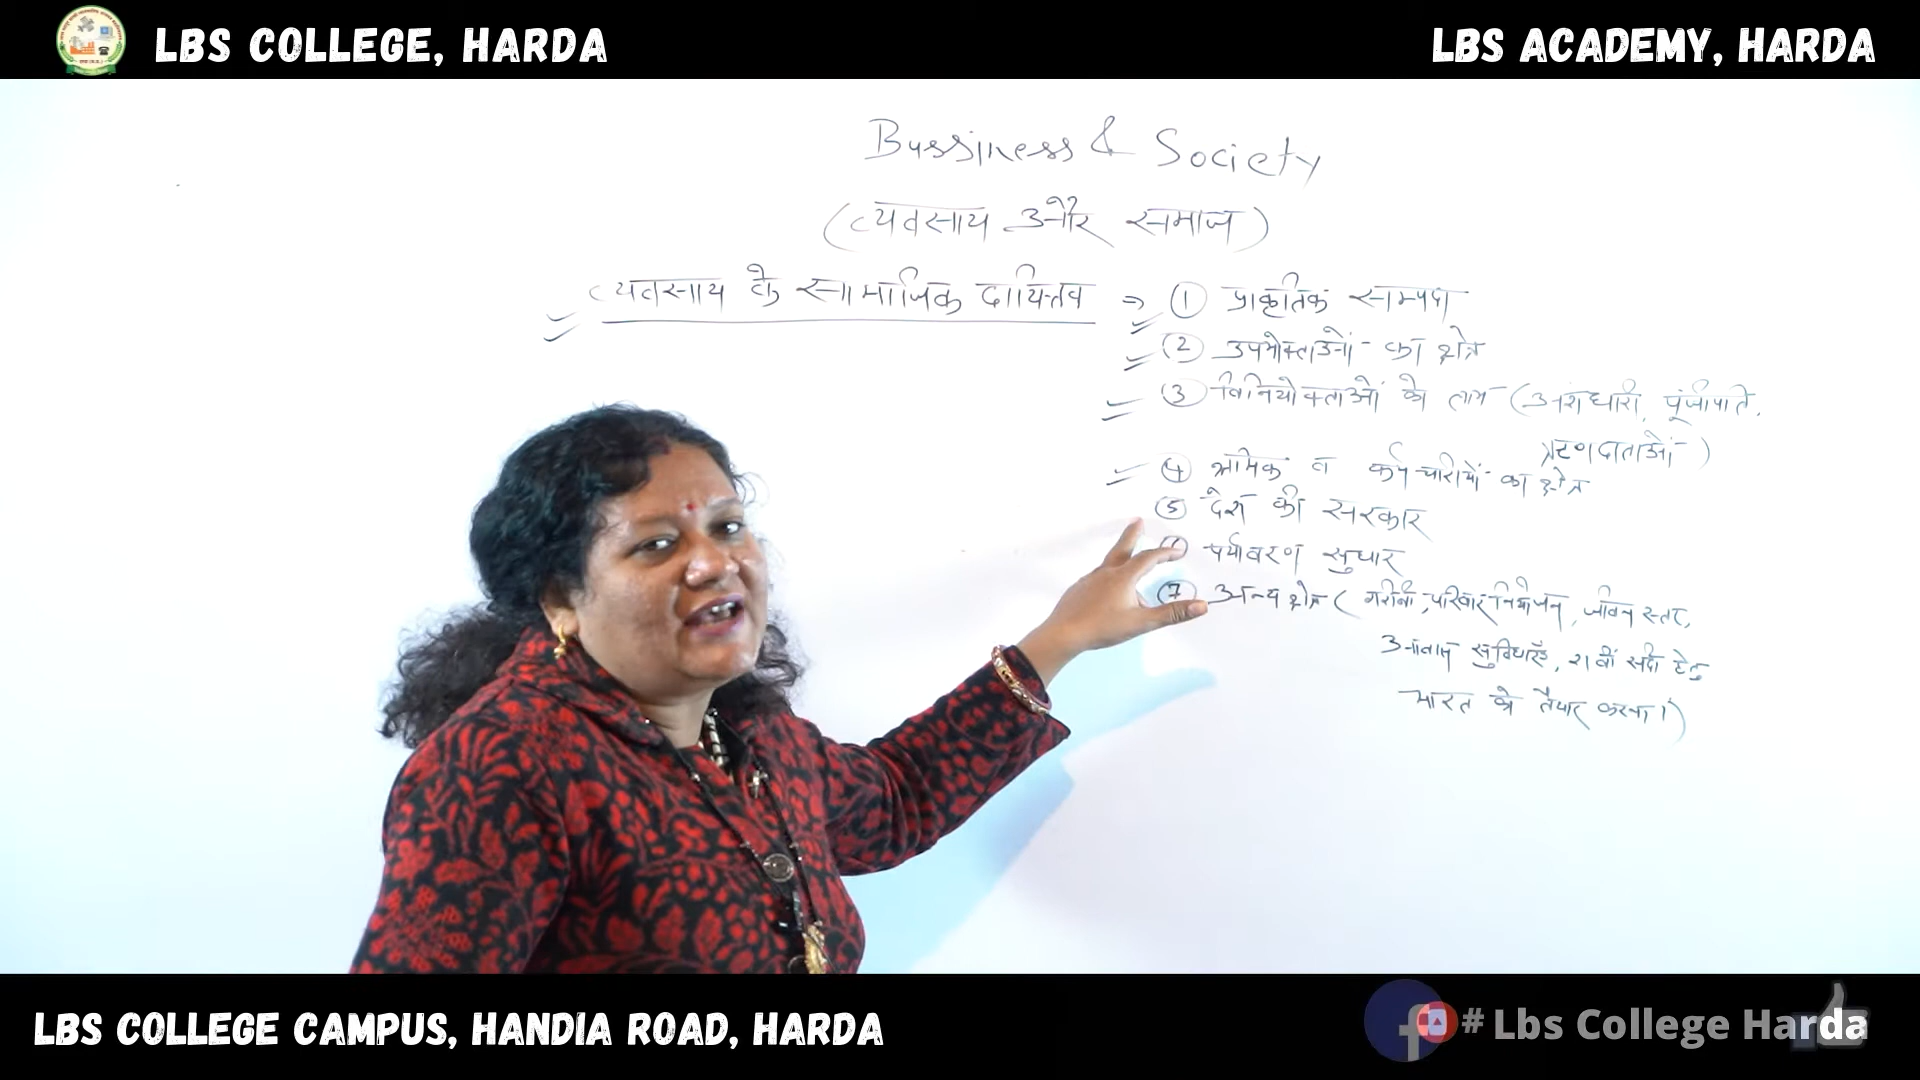 LBS COLLEGE, HARDA
LBS ACADEMY, HARDA
Bussiness & Society
(व्यवसाय और समाज)
व्यवसाय के सामाजिक दायित्व ⇒ ① प्राकृतिक सम्पदा
② उपभोक्ताओं का क्षेत्र
③ विनियोक्ताओं को लाभ (अंशधारी, पूंजीपति,
ऋणदाताओं)
④ श्रमिक व कर्मचारियों का क्षेत्र
⑤ देश की सरकार
पर्यावरण सुधार
⑦ अन्य क्षेत्र (गरीबी, परिवार नियोजन, जीवन स्तर,
आवास सुविधाएँ, 21 वीं सदी हेतु
भारत को तैयार करना।)
LBS COLLEGE CAMPUS, HANDIA ROAD, HARDA
# Lbs College Harda